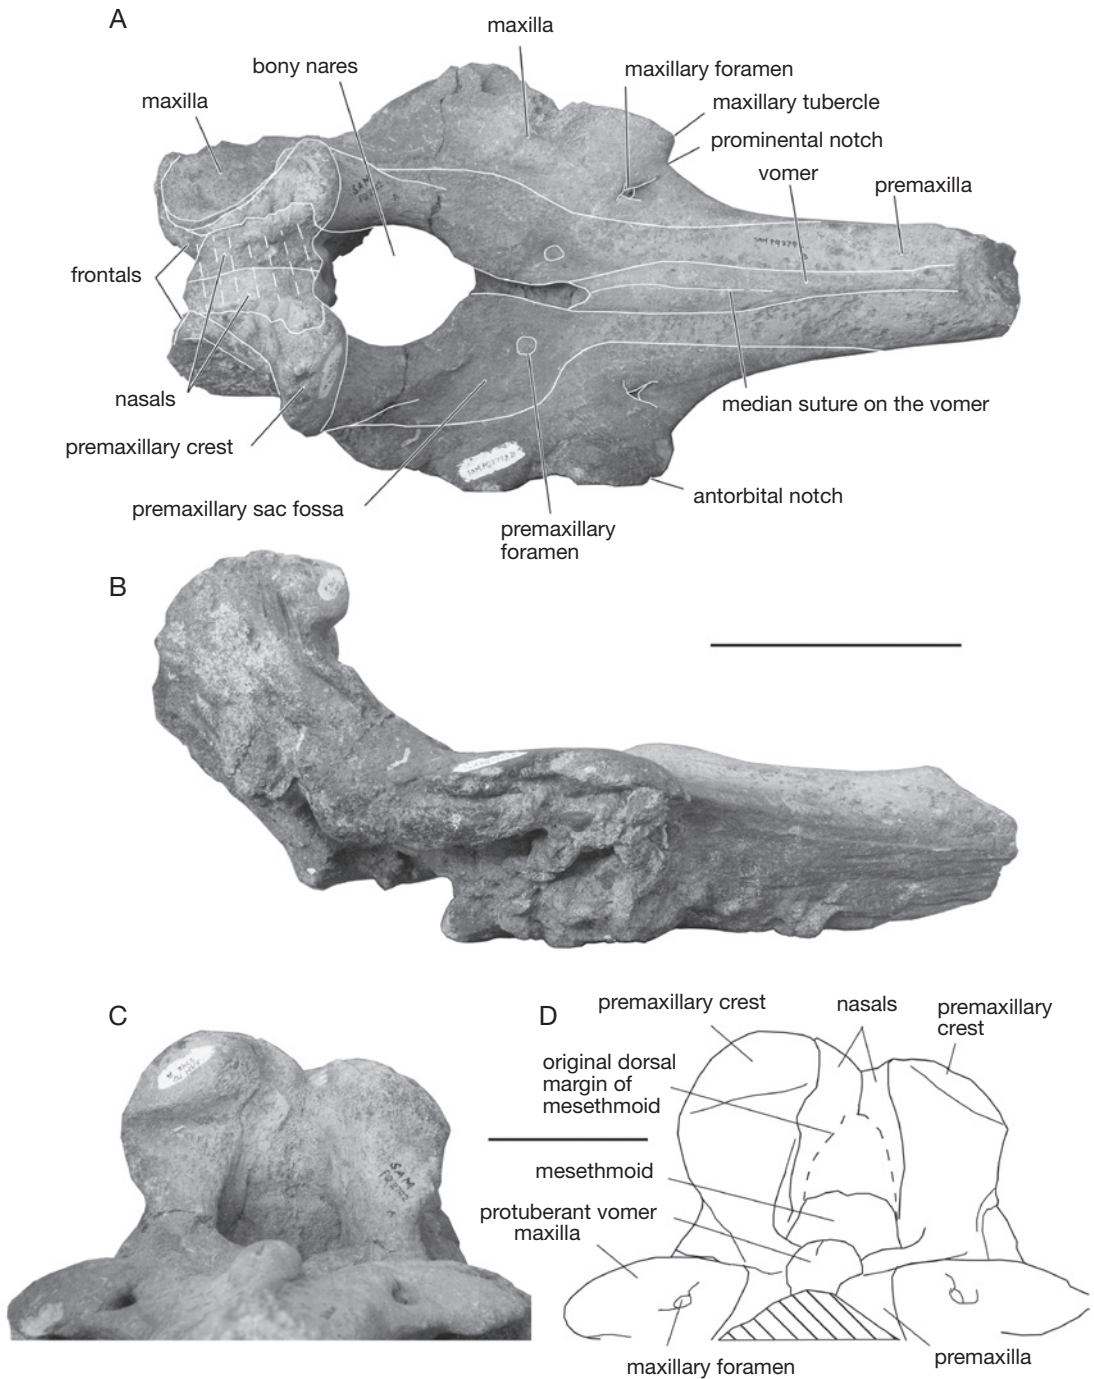 A
maxilla
bony nares
maxillary foramen
maxilla
maxillary tubercle
prominental notch
vomer
premaxilla
frontals
nasals
median suture on the vomer
premaxillary crest
antorbital notch
premaxillary sac fossa
premaxillary
foramen
B
C
D
premaxillary crest
nasals
premaxillary
crest
original dorsal
margin of
mesethmoid
mesethmoid
protuberant vomer
maxilla
maxillary foramen
premaxilla
SAM